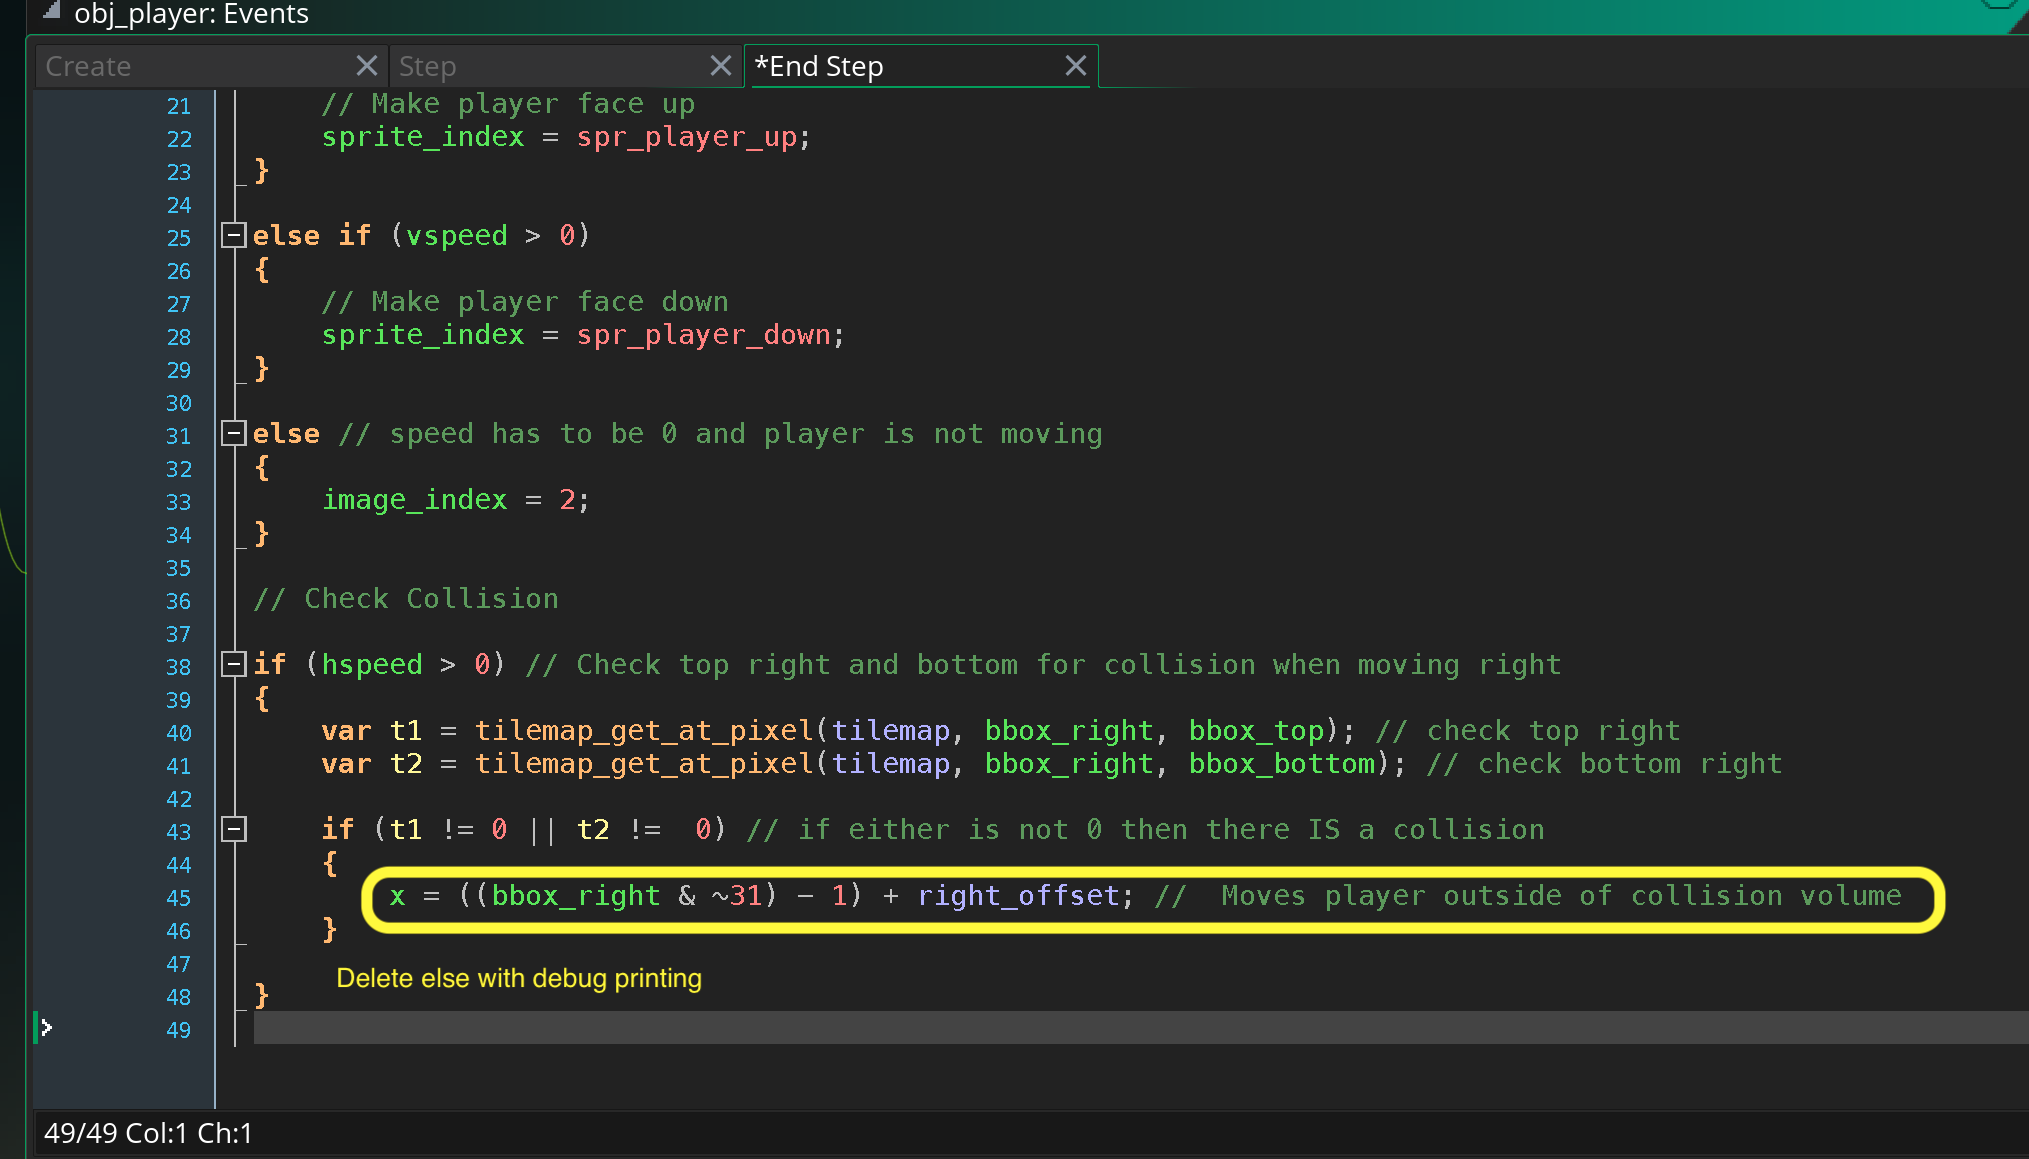 obj_player: Events
Create Step *End Step
21 // Make player face up
22 sprite_index = spr_player_up;
23 }
24
25 else if (vspeed > 0)
26 {
27 // Make player face down
28 sprite_index = spr_player_down;
29 }
30
31 else // speed has to be 0 and player is not moving
32 {
33 image_index = 2;
34 }
35
36 // Check Collision
37
38 if (hspeed > 0) // Check top right and bottom for collision when moving right
39 {
40 var t1 = tilemap_get_at_pixel(tilemap, bbox_right, bbox_top); // check top right
41 var t2 = tilemap_get_at_pixel(tilemap, bbox_right, bbox_bottom); // check bottom right
42
43 if (t1 != 0 || t2 !=  0) // if either is not 0 then there IS a collision
44 {
45 x = ((bbox_right & ~31) - 1) + right_offset; //  Moves player outside of collision volume
46 }
47
Delete else with debug printing
48 }
49
49/49 Col:1 Ch:1